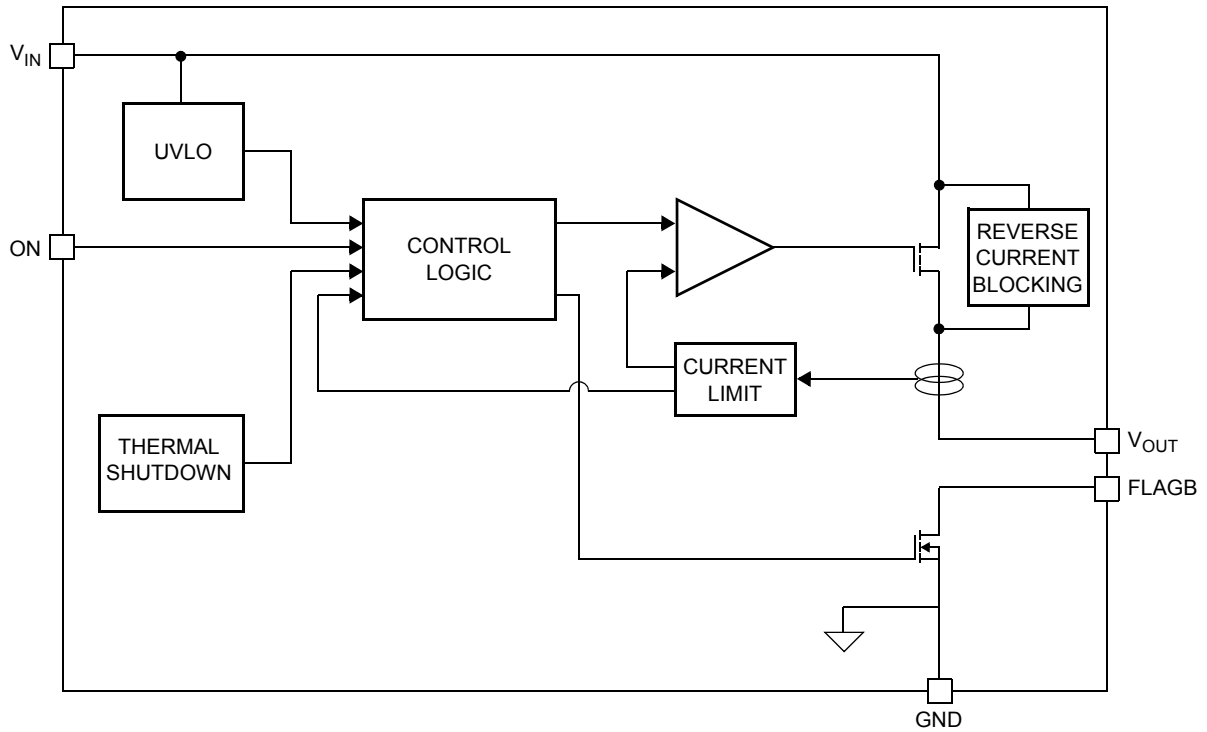 VIN
UVLO
ON
CONTROL
LOGIC
REVERSE
CURRENT
BLOCKING
CURRENT
LIMIT
THERMAL
SHUTDOWN
VOUT
FLAGB
GND